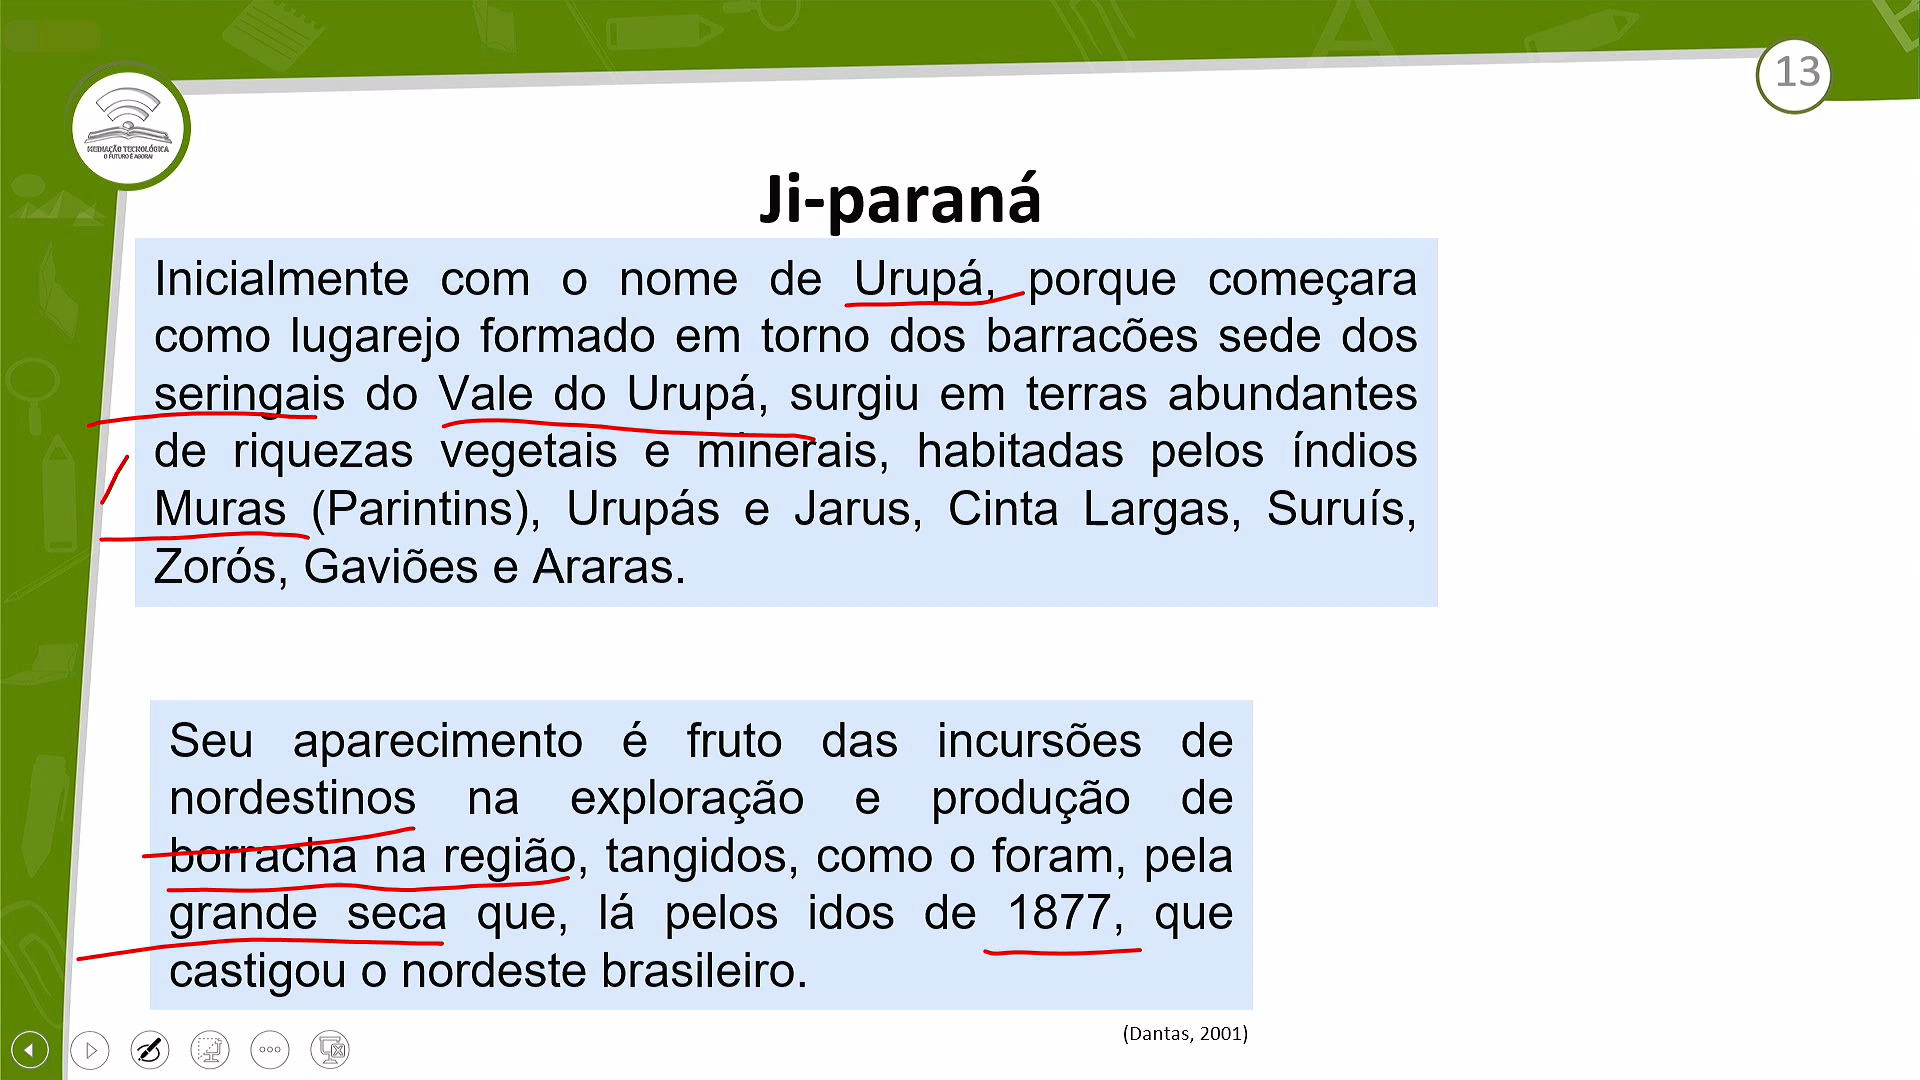 13
MEDIAÇÃO TECNOLÓGICA
O FUTURO É AGORA!
Ji-paraná
Inicialmente com o nome de Urupá, porque começara
como lugarejo formado em torno dos barracões sede dos
seringais do Vale do Urupá, surgiu em terras abundantes
de riquezas vegetais e minerais, habitadas pelos índios
Muras (Parintins), Urupás e Jarus, Cinta Largas, Suruís,
Zorós, Gaviões e Araras.
Seu aparecimento é fruto das incursões de
nordestinos na exploração e produção de
borracha na região, tangidos, como o foram, pela
grande seca que, lá pelos idos de 1877, que
castigou o nordeste brasileiro.
(Dantas, 2001)